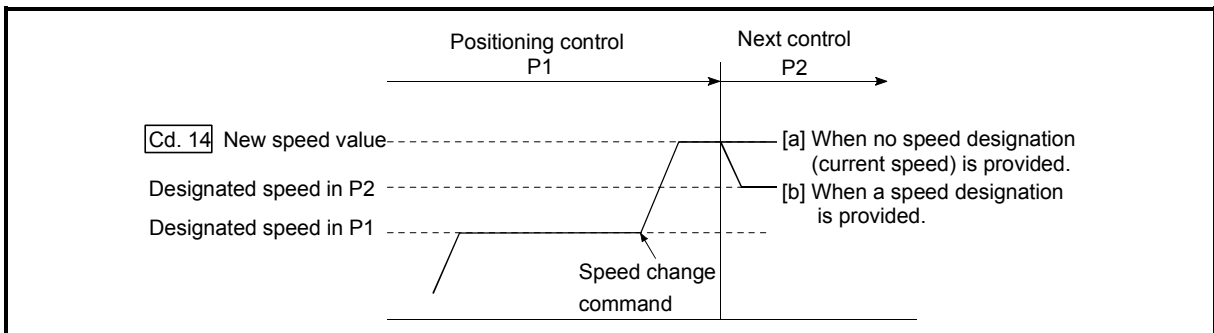 Positioning control
P1
Next control
P2
Cd. 14 New speed value
[a] When no speed designation
(current speed) is provided.
Designated speed in P2
[b] When a speed designation
is provided.
Designated speed in P1
Speed change
command